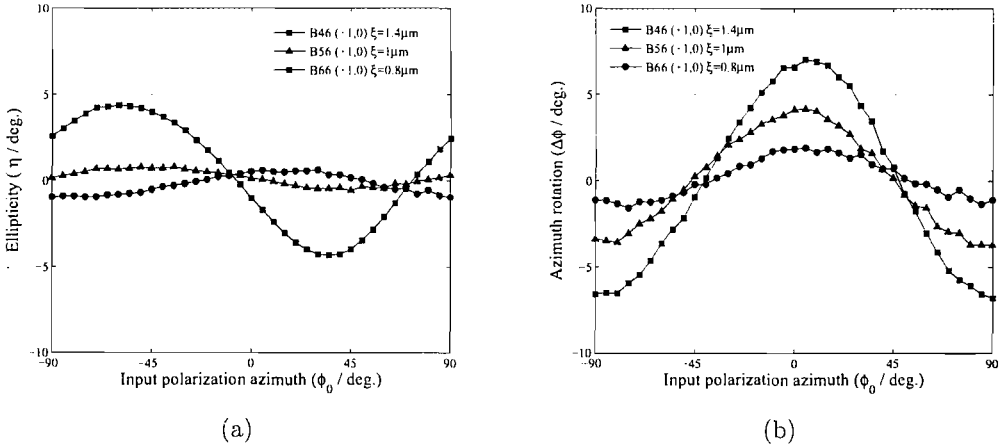 10
5
0
−5
−10
Ellipticity ( η / deg.)
B46 (-1,0) ξ=1.4μm
B56 (-1,0) ξ=1μm
B66 (-1,0) ξ=0.8μm
−90 −45 0 45 90
Input polarization azimuth (ϕ0 / deg.)
(a)
10
5
0
−5
−10
Azimuth rotation (Δϕ / deg.)
B46 (-1,0) ξ=1.4μm
B56 (-1,0) ξ=1μm
B66 (-1,0) ξ=0.8μm
−90 −45 0 45 90
Input polarization azimuth (ϕ0 / deg.)
(b)